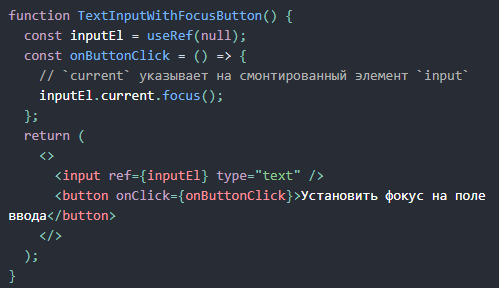 function TextInputWithFocusButton() {
  const inputEl = useRef(null);
  const onButtonClick = () => {
    // `current` указывает на смонтированный элемент `input`
    inputEl.current.focus();
  };
  return (
    <>
      <input ref={inputEl} type="text" />
      <button onClick={onButtonClick}>Установить фокус на поле
ввода</button>
    </>
  );
}